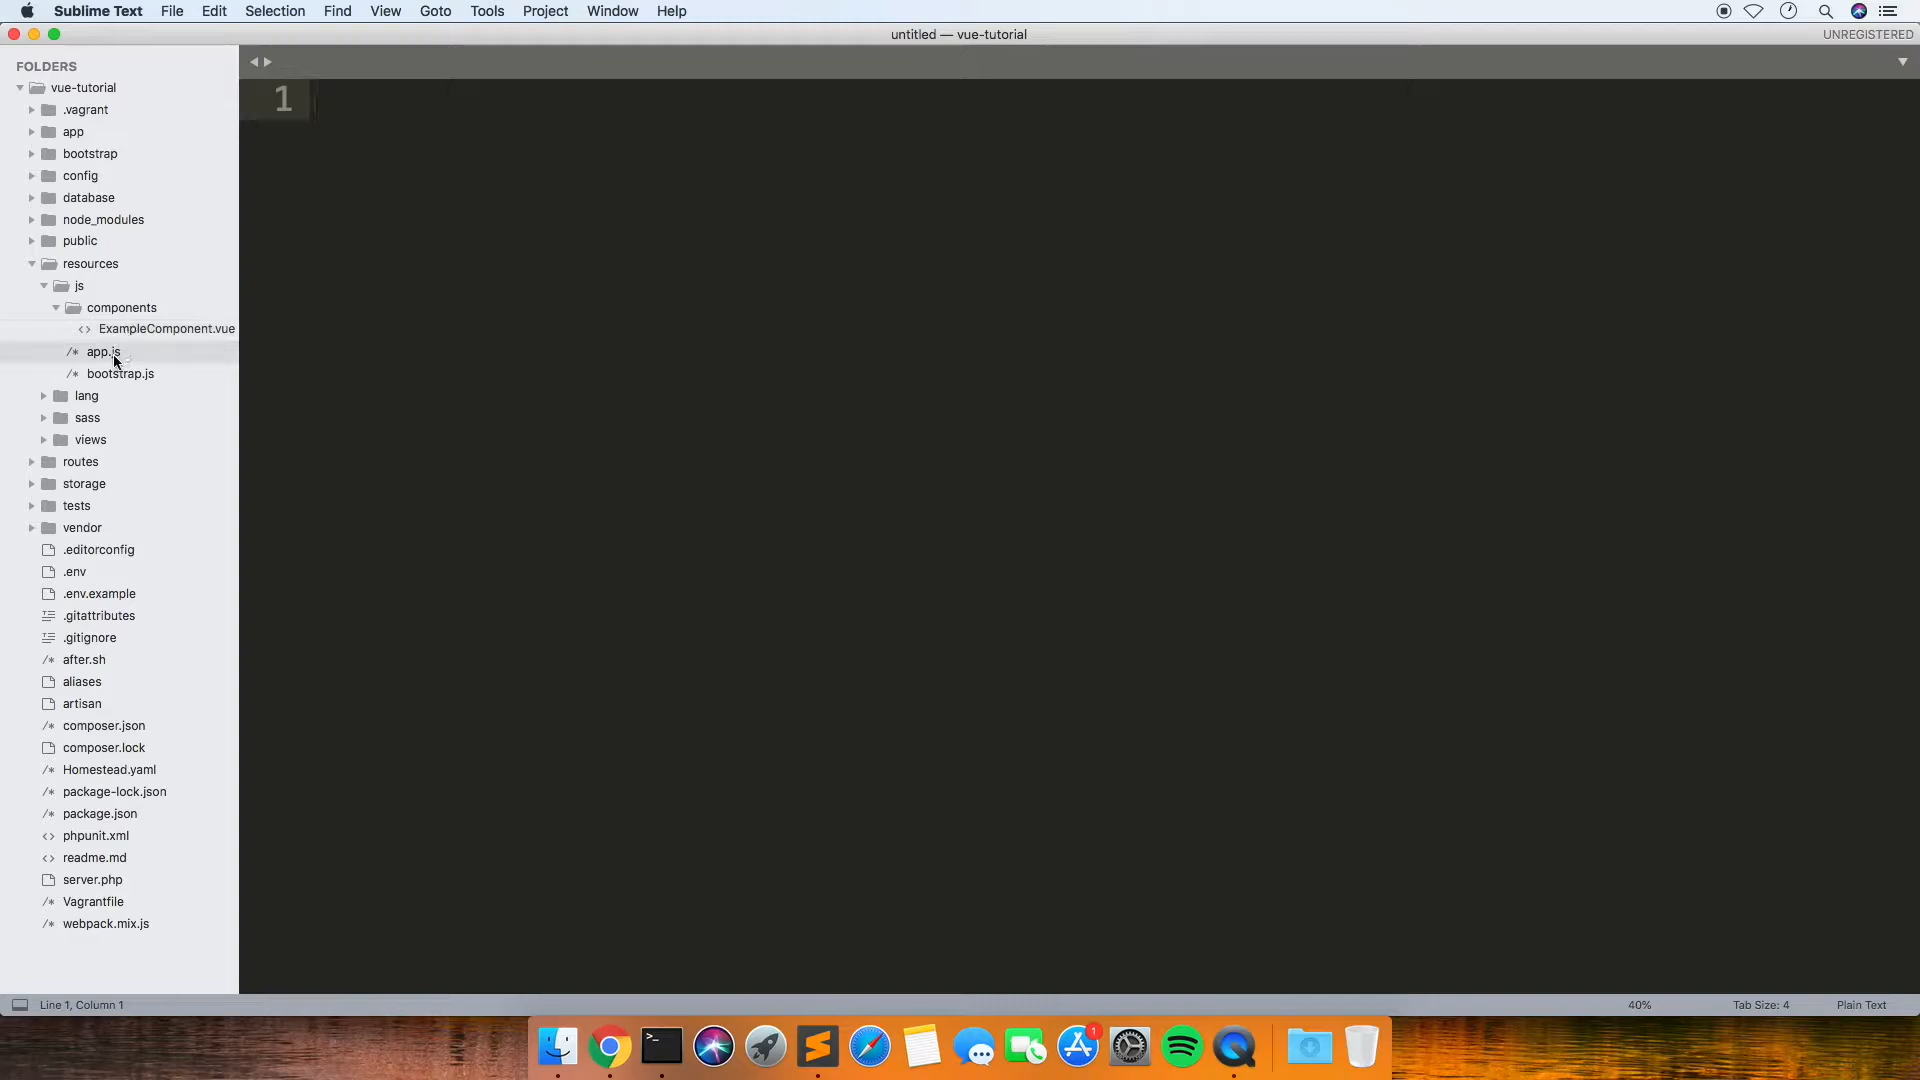 Sublime Text File Edit Selection Find View Goto Tools Project Window Help
untitled — vue-tutorial
UNREGISTERED
FOLDERS
vue-tutorial
.vagrant
app
bootstrap
config
database
node_modules
public
resources
js
components
<> ExampleComponent.vue
/* app.js
/* bootstrap.js
lang
sass
views
routes
storage
tests
vendor
.editorconfig
.env
.env.example
.gitattributes
.gitignore
/* after.sh
aliases
artisan
/* composer.json
composer.lock
/* Homestead.yaml
/* package-lock.json
/* package.json
<> phpunit.xml
<> readme.md
server.php
/* Vagrantfile
/* webpack.mix.js
1
Line 1, Column 1
40%
Tab Size: 4
Plain Text
>_
1